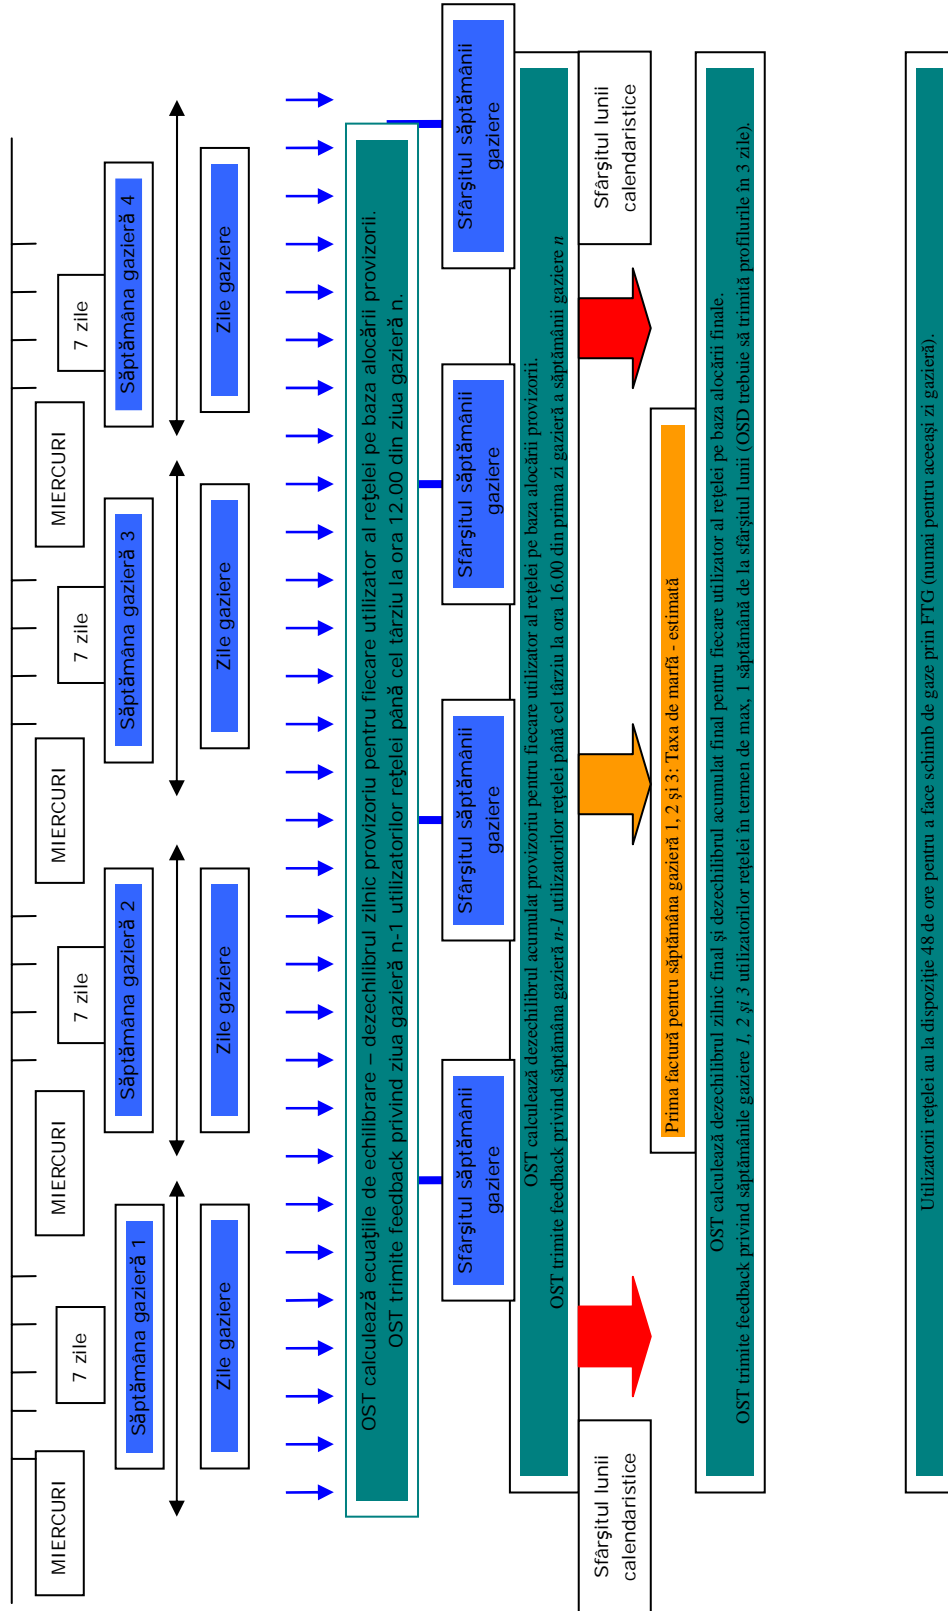 MIERCURI
MIERCURI
MIERCURI
MIERCURI
7 zile
7 zile
7 zile
7 zile
Săptămâna gazieră 1
Săptămâna gazieră 2
Săptămâna gazieră 3
Săptămâna gazieră 4
Zile gaziere
Zile gaziere
Zile gaziere
Zile gaziere
OST calculează ecuaţiile de echilibrare – dezechilibrul zilnic provizoriu pentru fiecare utilizator al reţelei pe baza alocării provizorii.
OST trimite feedback privind ziua gazieră n-1 utilizatorilor reţelei până cel târziu la ora 12.00 din ziua gazieră n.
Sfârşitul săptămânii
gaziere
Sfârşitul săptămânii
gaziere
Sfârşitul săptămânii
gaziere
Sfârşitul săptămânii
gaziere
OST calculează dezechilibrul acumulat provizoriu pentru fiecare utilizator al reţelei pe baza alocării provizorii.
OST trimite feedback privind săptămâna gazieră n-1 utilizatorilor reţelei până cel târziu la ora 16.00 din prima zi gazieră a săptămânii gaziere n
Sfârşitul lunii
calendaristice
Sfârşitul lunii
calendaristice
Prima factură pentru săptămâna gazieră 1, 2 şi 3: Taxa de marfă - estimată
OST calculează dezechilibrul zilnic final şi dezechilibrul acumulat final pentru fiecare utilizator al reţelei pe baza alocării finale.
OST trimite feedback privind săptămânile gaziere 1, 2 şi 3 utilizatorilor reţelei în termen de max, 1 săptămână de la sfârşitul lunii (OSD trebuie să trimită profilurile în 3 zile).
Utilizatorii reţelei au la dispoziţie 48 de ore pentru a face schimb de gaze prin FTG (numai pentru aceeaşi zi gazieră).